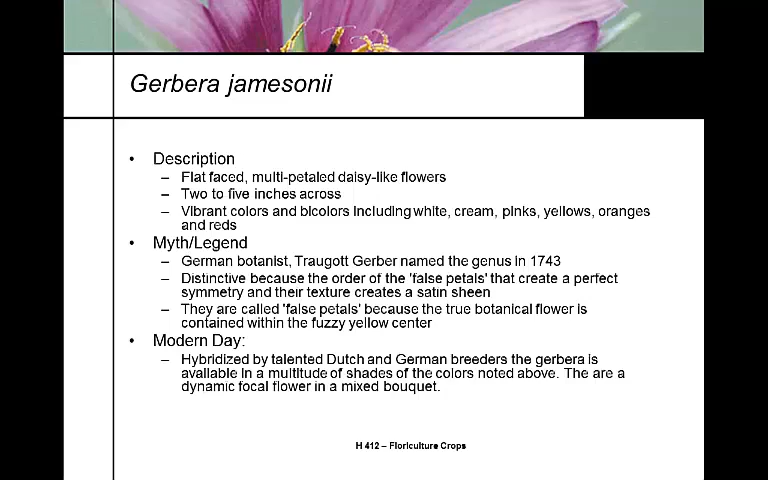 Gerbera jamesonii
• Description
– Flat faced, multi-petaled daisy-like flowers
– Two to five inches across
– Vibrant colors and bicolors including white, cream, pinks, yellows, oranges
and reds
• Myth/Legend
– German botanist, Traugott Gerber named the genus in 1743
– Distinctive because the order of the 'false petals' that create a perfect
symmetry and their texture creates a satin sheen
– They are called 'false petals' because the true botanical flower is
contained within the fuzzy yellow center
• Modern Day:
– Hybridized by talented Dutch and German breeders the gerbera is
available in a multitude of shades of the colors noted above. The are a
dynamic focal flower in a mixed bouquet.
H 412 – Floriculture Crops